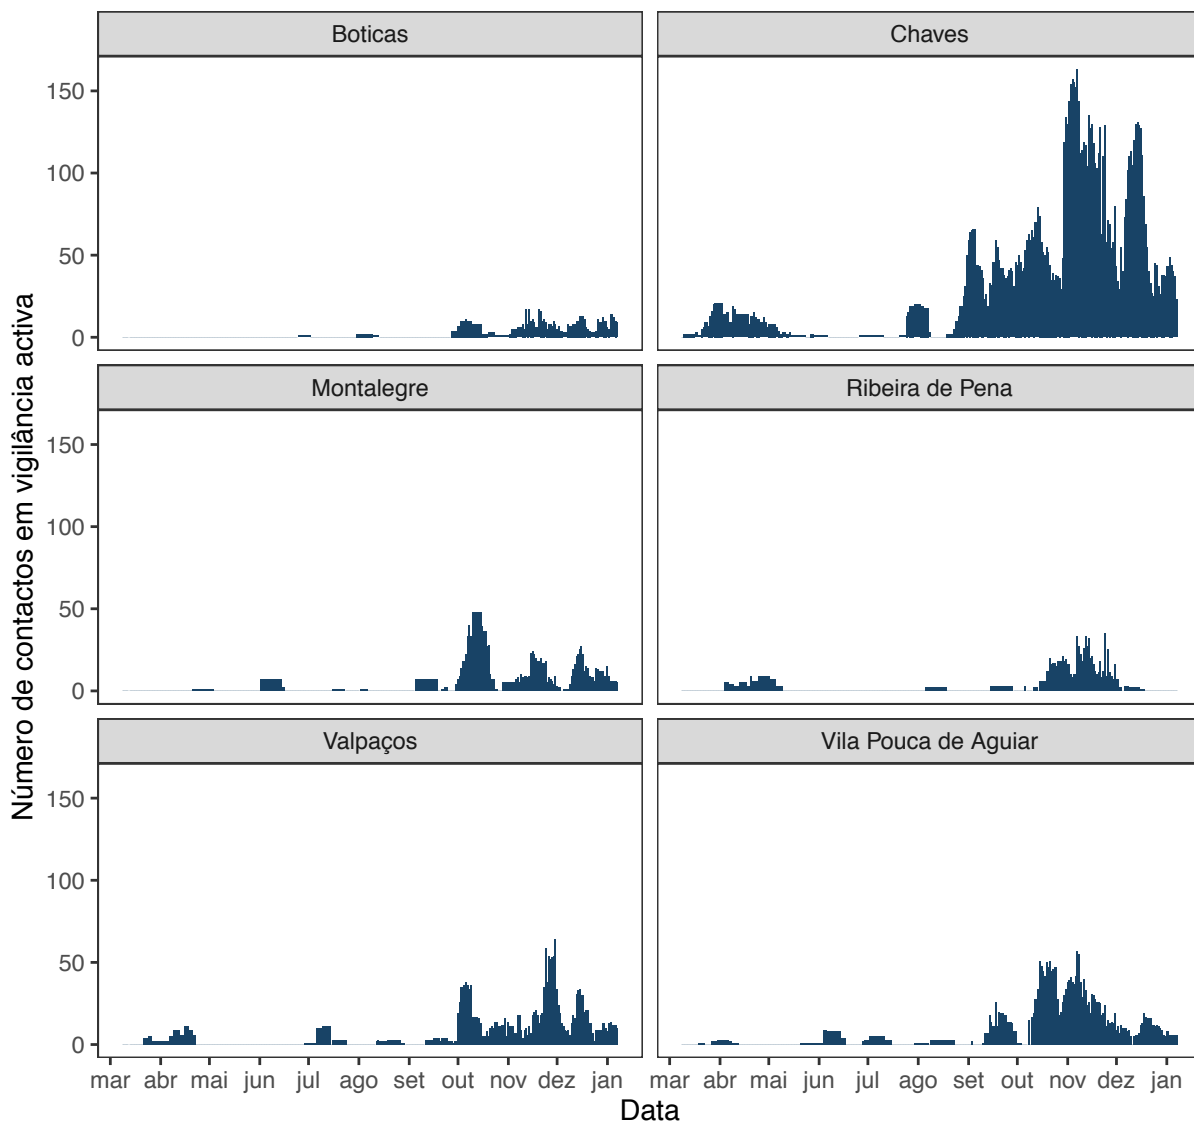 Boticas
Chaves
150
100
50
0
Montalegre
Ribeira de Pena
150
100
50
0
Valpaços
Vila Pouca de Aguiar
150
100
50
0
mar abr mai jun jul ago set out nov dez jan
mar abr mai jun jul ago set out nov dez jan
Data
Número de contactos em vigilância activa